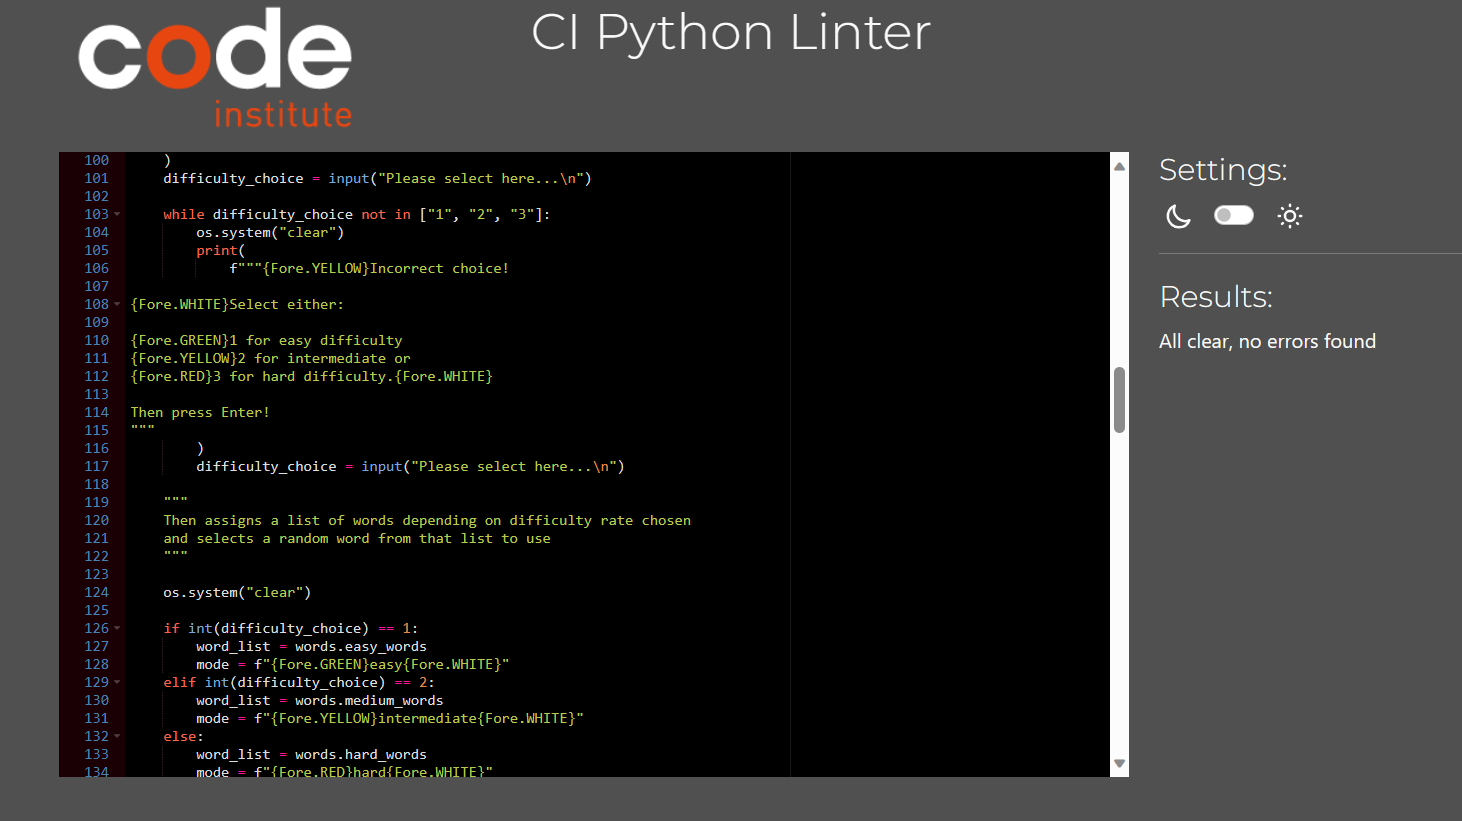 code
institute
CI Python Linter
100 )
101 difficulty_choice = input("Please select here...\n")
102
103 while difficulty_choice not in ["1", "2", "3"]:
104 os.system("clear")
105 print(
106 f"""{Fore.YELLOW}Incorrect choice!
107
108 {Fore.WHITE}Select either:
109
110 {Fore.GREEN}1 for easy difficulty
111 {Fore.YELLOW}2 for intermediate or
112 {Fore.RED}3 for hard difficulty.{Fore.WHITE}
113
114 Then press Enter!
115 """
116 )
117 difficulty_choice = input("Please select here...\n")
118
119 """
120 Then assigns a list of words depending on difficulty rate chosen
121 and selects a random word from that list to use
122 """
123
124 os.system("clear")
125
126 if int(difficulty_choice) == 1:
127 word_list = words.easy_words
128 mode = f"{Fore.GREEN}easy{Fore.WHITE}"
129 elif int(difficulty_choice) == 2:
130 word_list = words.medium_words
131 mode = f"{Fore.YELLOW}intermediate{Fore.WHITE}"
132 else:
133 word_list = words.hard_words
134 mode = f"{Fore.RED}hard{Fore.WHITE}"
Settings:
Results:
All clear, no errors found